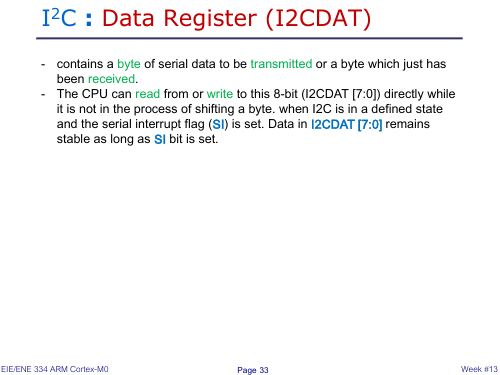 I²C : Data Register (I2CDAT)
- contains a byte of serial data to be transmitted or a byte which just has
been received.
- The CPU can read from or write to this 8-bit (I2CDAT [7:0]) directly while
it is not in the process of shifting a byte. when I2C is in a defined state
and the serial interrupt flag (SI) is set. Data in I2CDAT [7:0] remains
stable as long as SI bit is set.
EIE/ENE 334 ARM Cortex-M0
Page 33
Week #13